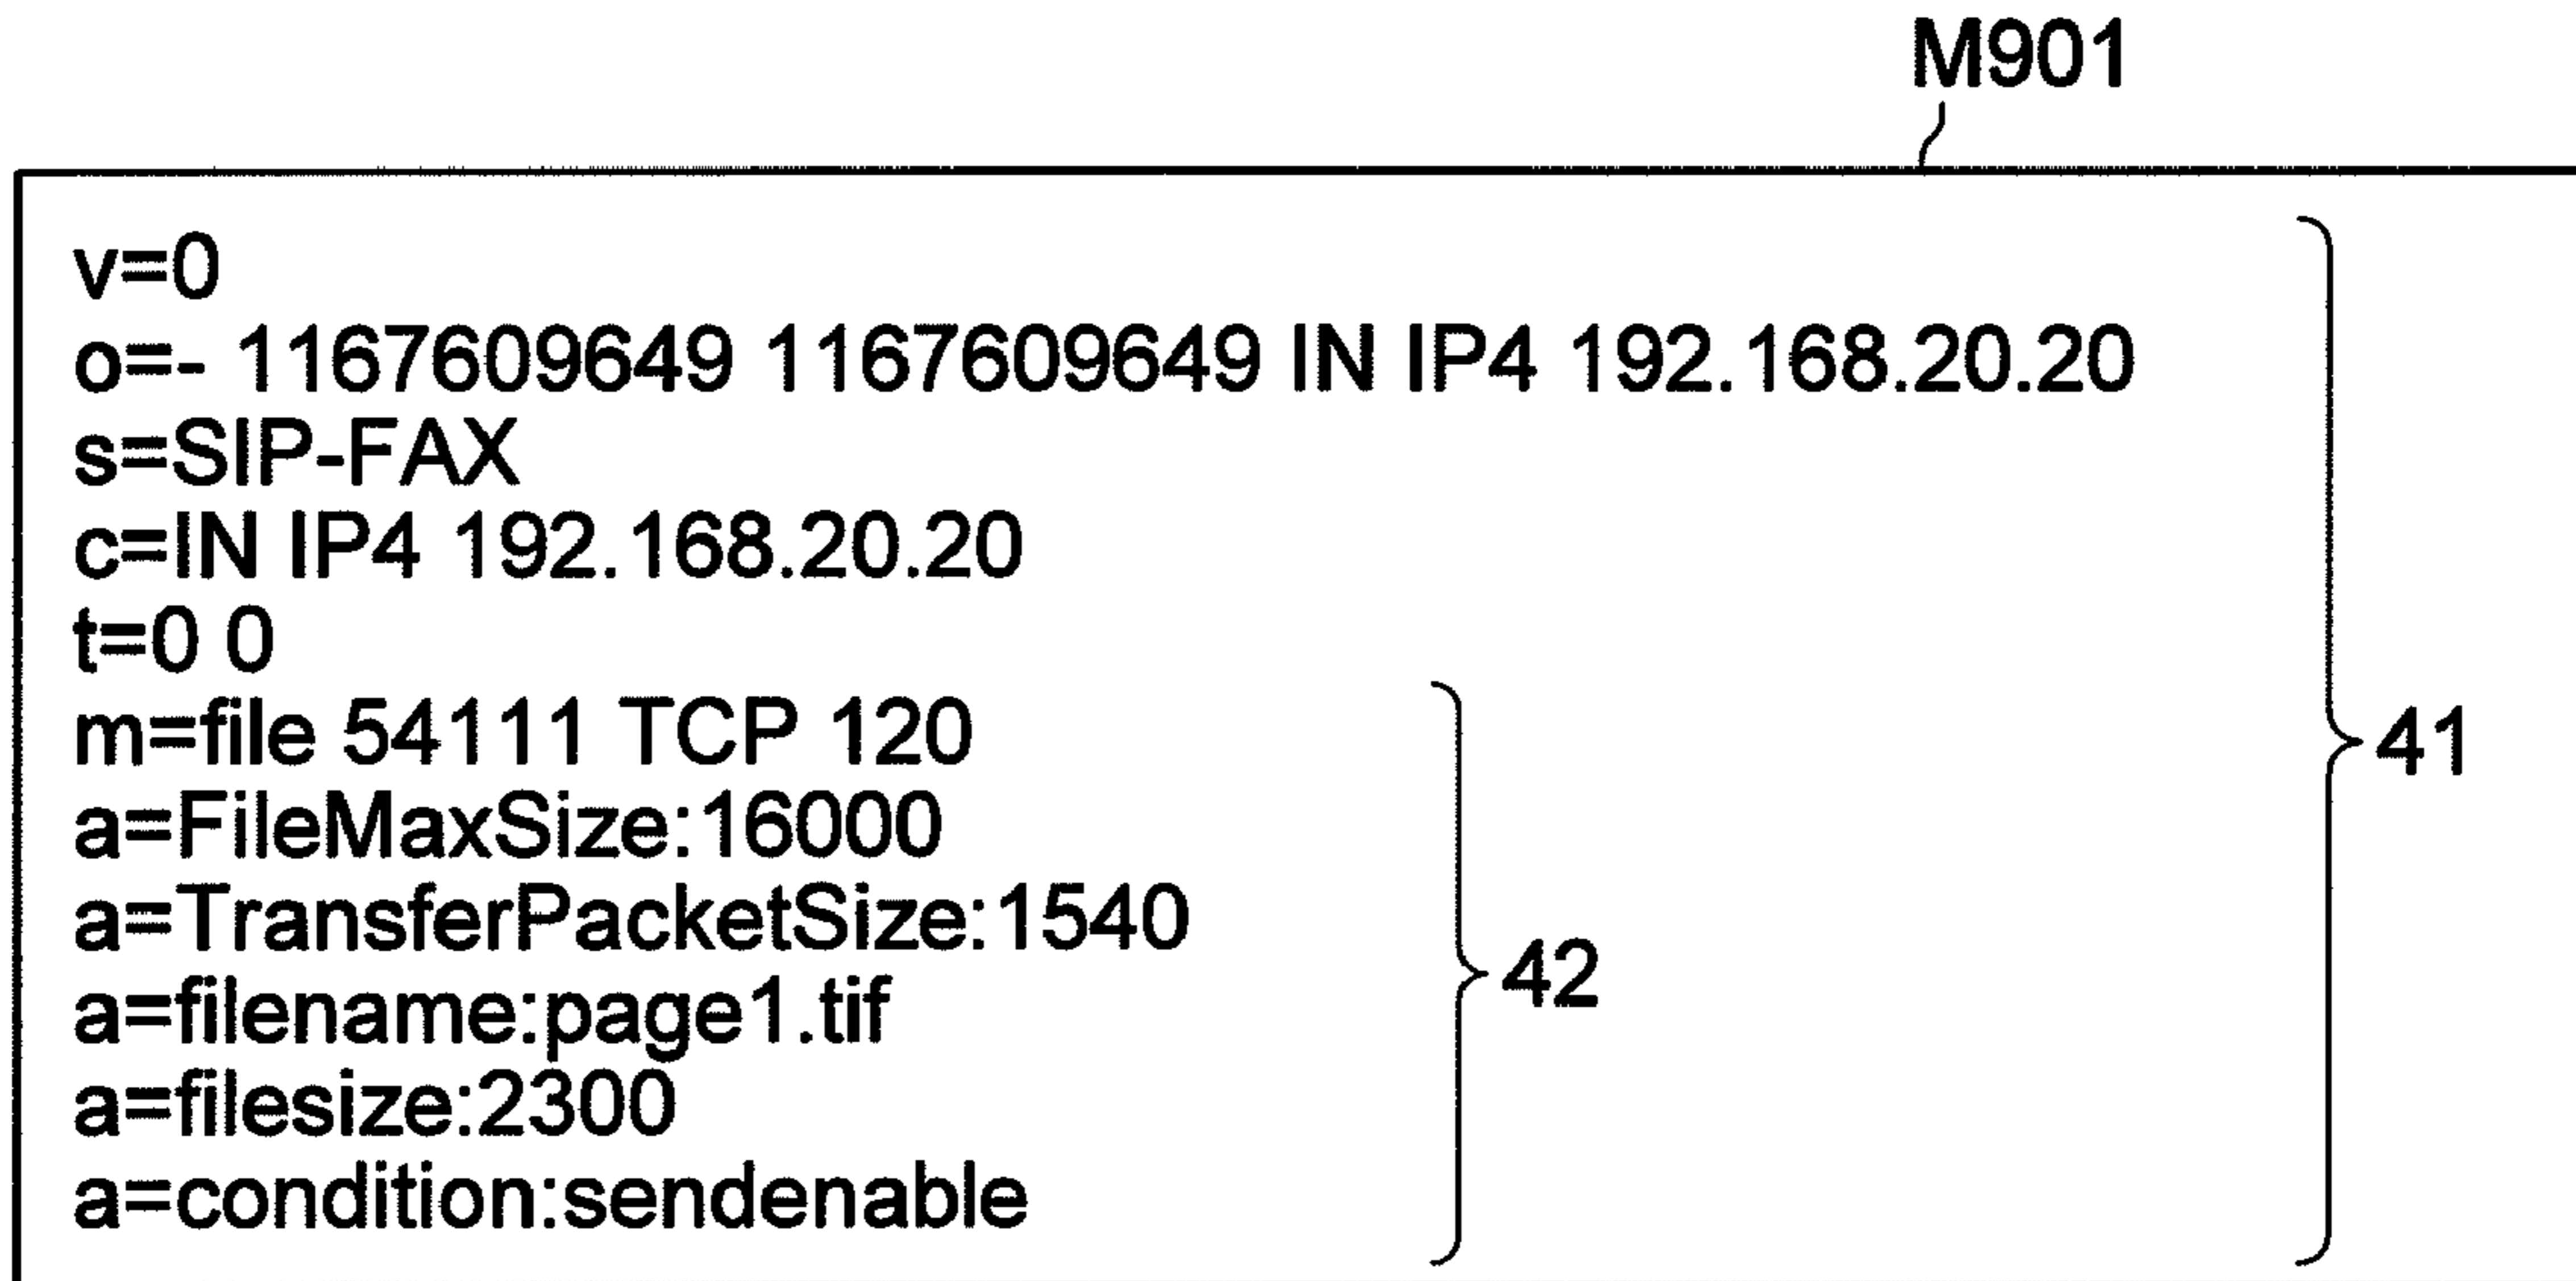 M901
v=0
o=- 1167609649 1167609649 IN IP4 192.168.20.20
s=SIP-FAX
c=IN IP4 192.168.20.20
t=0 0
m=file 54111 TCP 120
a=FileMaxSize:16000
a=TransferPacketSize:1540
a=filename:page1.tif
a=filesize:2300
a=condition:sendenable
41
42